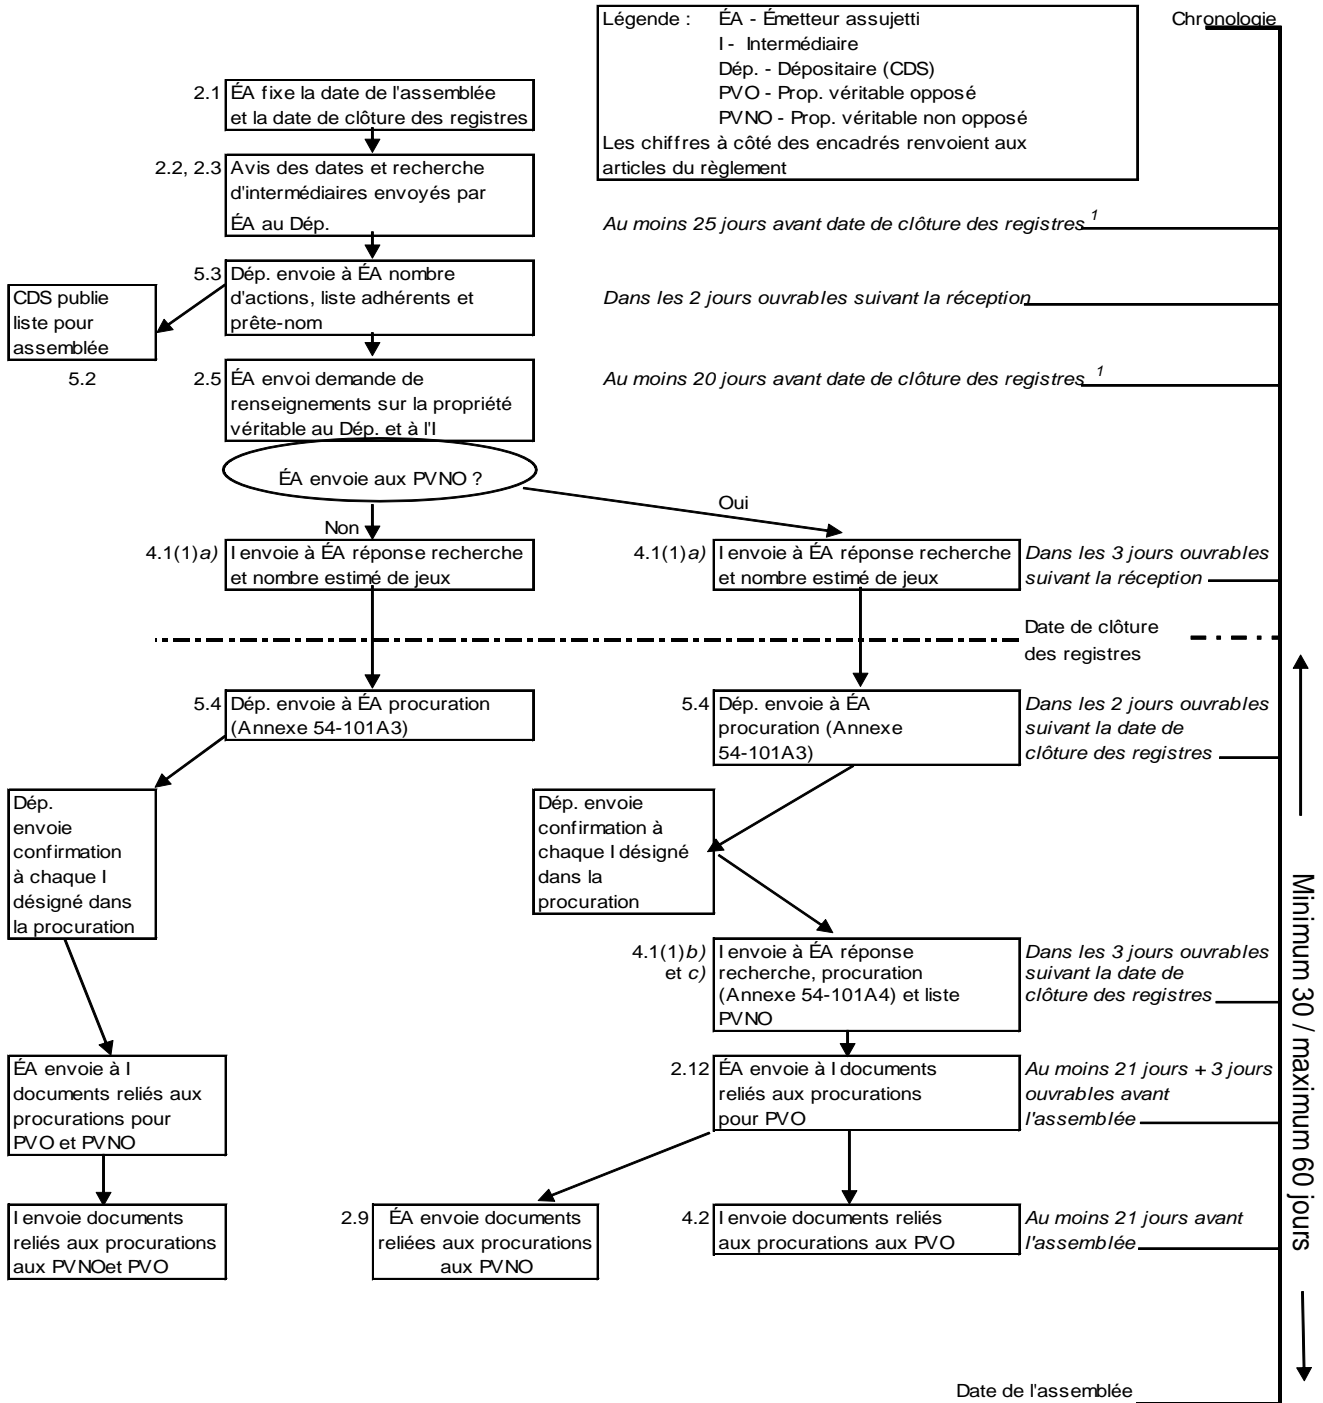 Légende :
ÉA - Émetteur assujetti
I - Intermédiaire
Dép. - Dépositaire (CDS)
PVO - Prop. véritable opposé
PVNO - Prop. véritable non opposé
Les chiffres à côté des encadrés renvoient aux
articles du règlement
Chronologie
2.1
ÉA fixe la date de l'assemblée
et la date de clôture des registres
2.2, 2.3
Avis des dates et recherche
d'intermédiaires envoyés par
ÉA au Dép.
Au moins 25 jours avant date de clôture des registres 1
5.3
Dép. envoie à ÉA nombre
d'actions, liste adhérents et
prête-nom
Dans les 2 jours ouvrables suivant la réception
CDS publie
liste pour
assemblée
5.2
2.5
ÉA envoi demande de
renseignements sur la propriété
véritable au Dép. et à l'I
Au moins 20 jours avant date de clôture des registres 1
ÉA envoie aux PVNO ?
Non
Oui
4.1(1)a)
I envoie à ÉA réponse recherche
et nombre estimé de jeux
4.1(1)a)
I envoie à ÉA réponse recherche
et nombre estimé de jeux
Dans les 3 jours ouvrables
suivant la réception
Date de clôture
des registres
5.4
Dép. envoie à ÉA procuration
(Annexe 54-101A3)
5.4
Dép. envoie à ÉA
procuration (Annexe
54-101A3)
Dans les 2 jours ouvrables
suivant la date de
clôture des registres
Dép.
envoie
confirmation
à chaque I
désigné dans
la procuration
Dép. envoie
confirmation à
chaque I désigné
dans la
procuration
4.1(1)b)
et c)
I envoie à ÉA réponse
recherche, procuration
(Annexe 54-101A4) et liste
PVNO
Dans les 3 jours ouvrables
suivant la date de
clôture des registres
ÉA envoie à I
documents reliés aux
procurations pour
PVO et PVNO
2.12
ÉA envoie à I documents
reliés aux procurations
pour PVO
Au moins 21 jours + 3 jours
ouvrables avant
l'assemblée
I envoie documents
reliés aux procurations
aux PVNOet PVO
2.9
ÉA envoie documents
reliées aux procurations
aux PVNO
4.2
I envoie documents reliés
aux procurations aux PVO
Au moins 21 jours avant
l'assemblée
Minimum 30 / maximum 60 jours
Date de l'assemblée